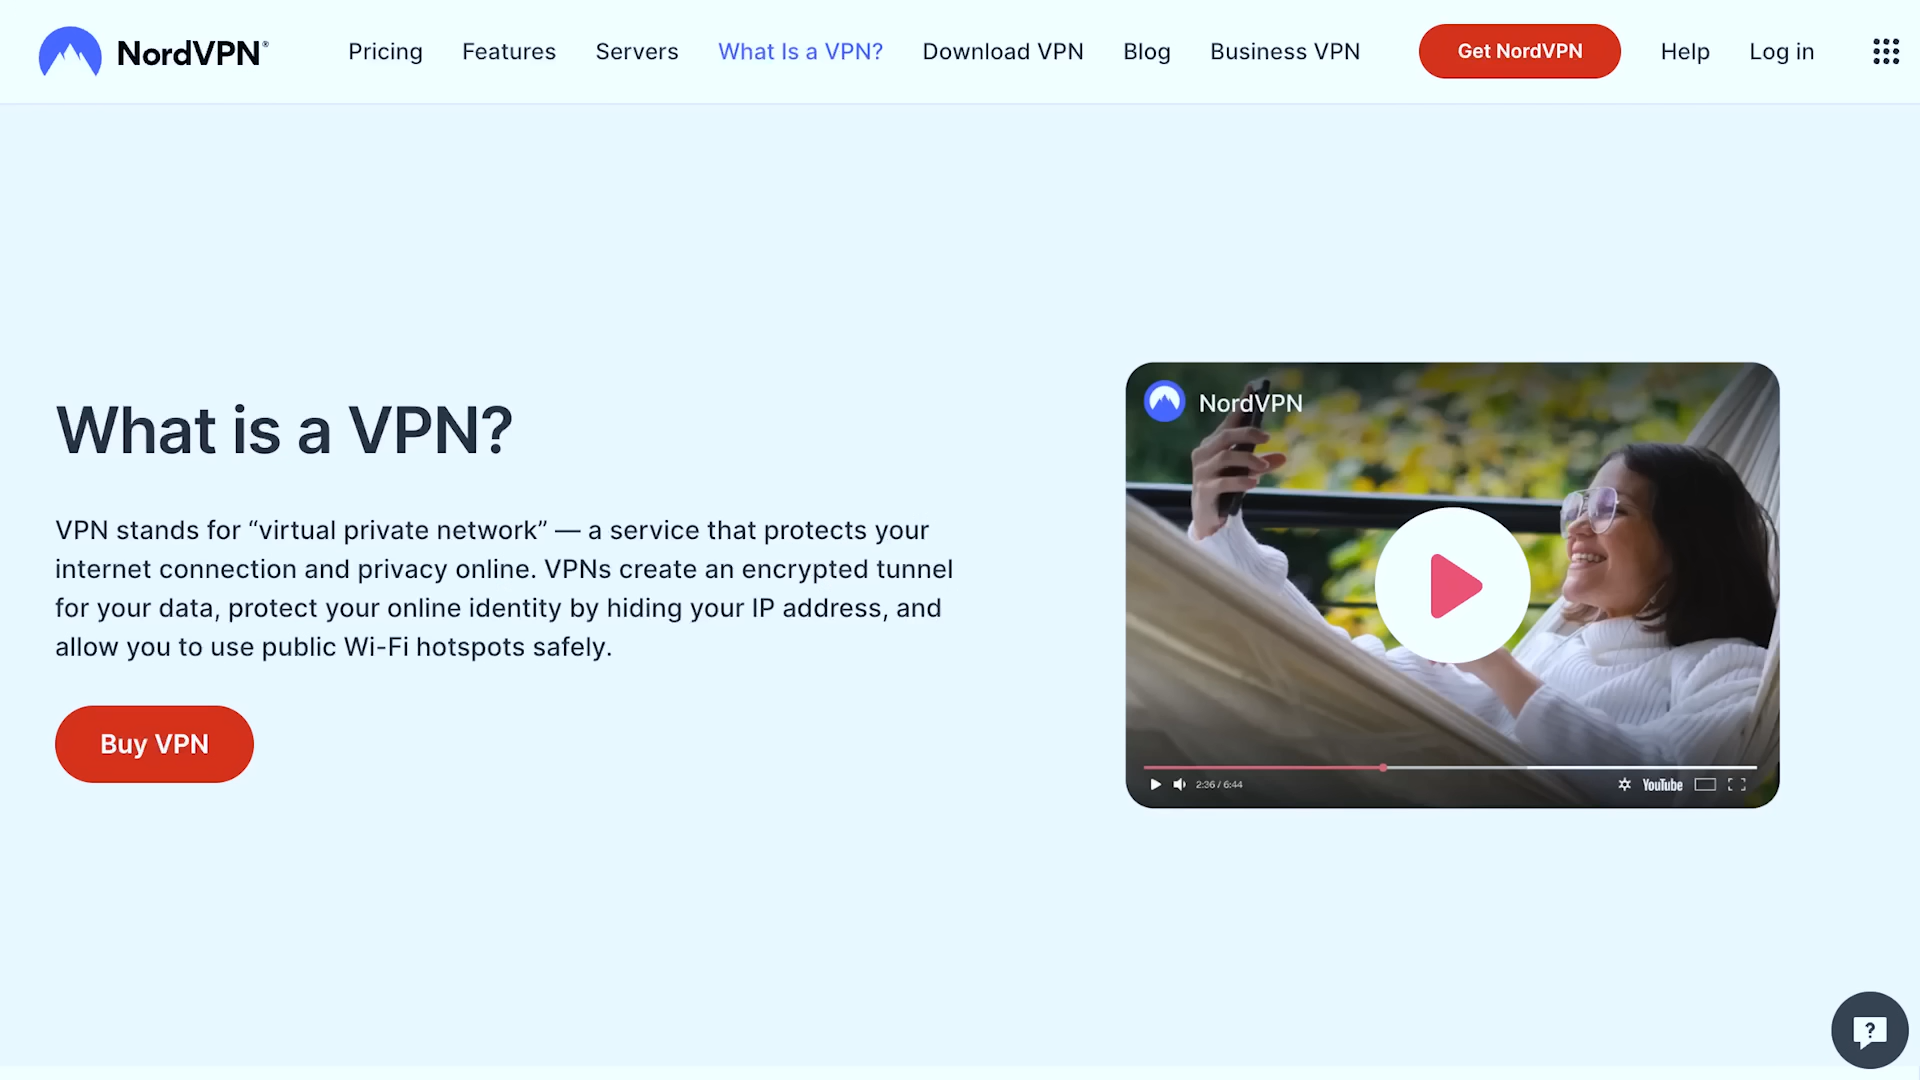 NordVPN®
Pricing
Features
Servers
What Is a VPN?
Download VPN
Blog
Business VPN
Get NordVPN
Help
Log in
What is a VPN?
VPN stands for “virtual private network” — a service that protects your
internet connection and privacy online. VPNs create an encrypted tunnel
for your data, protect your online identity by hiding your IP address, and
allow you to use public Wi-Fi hotspots safely.
Buy VPN
NordVPN
2:36 / 6:44
YouTube
?